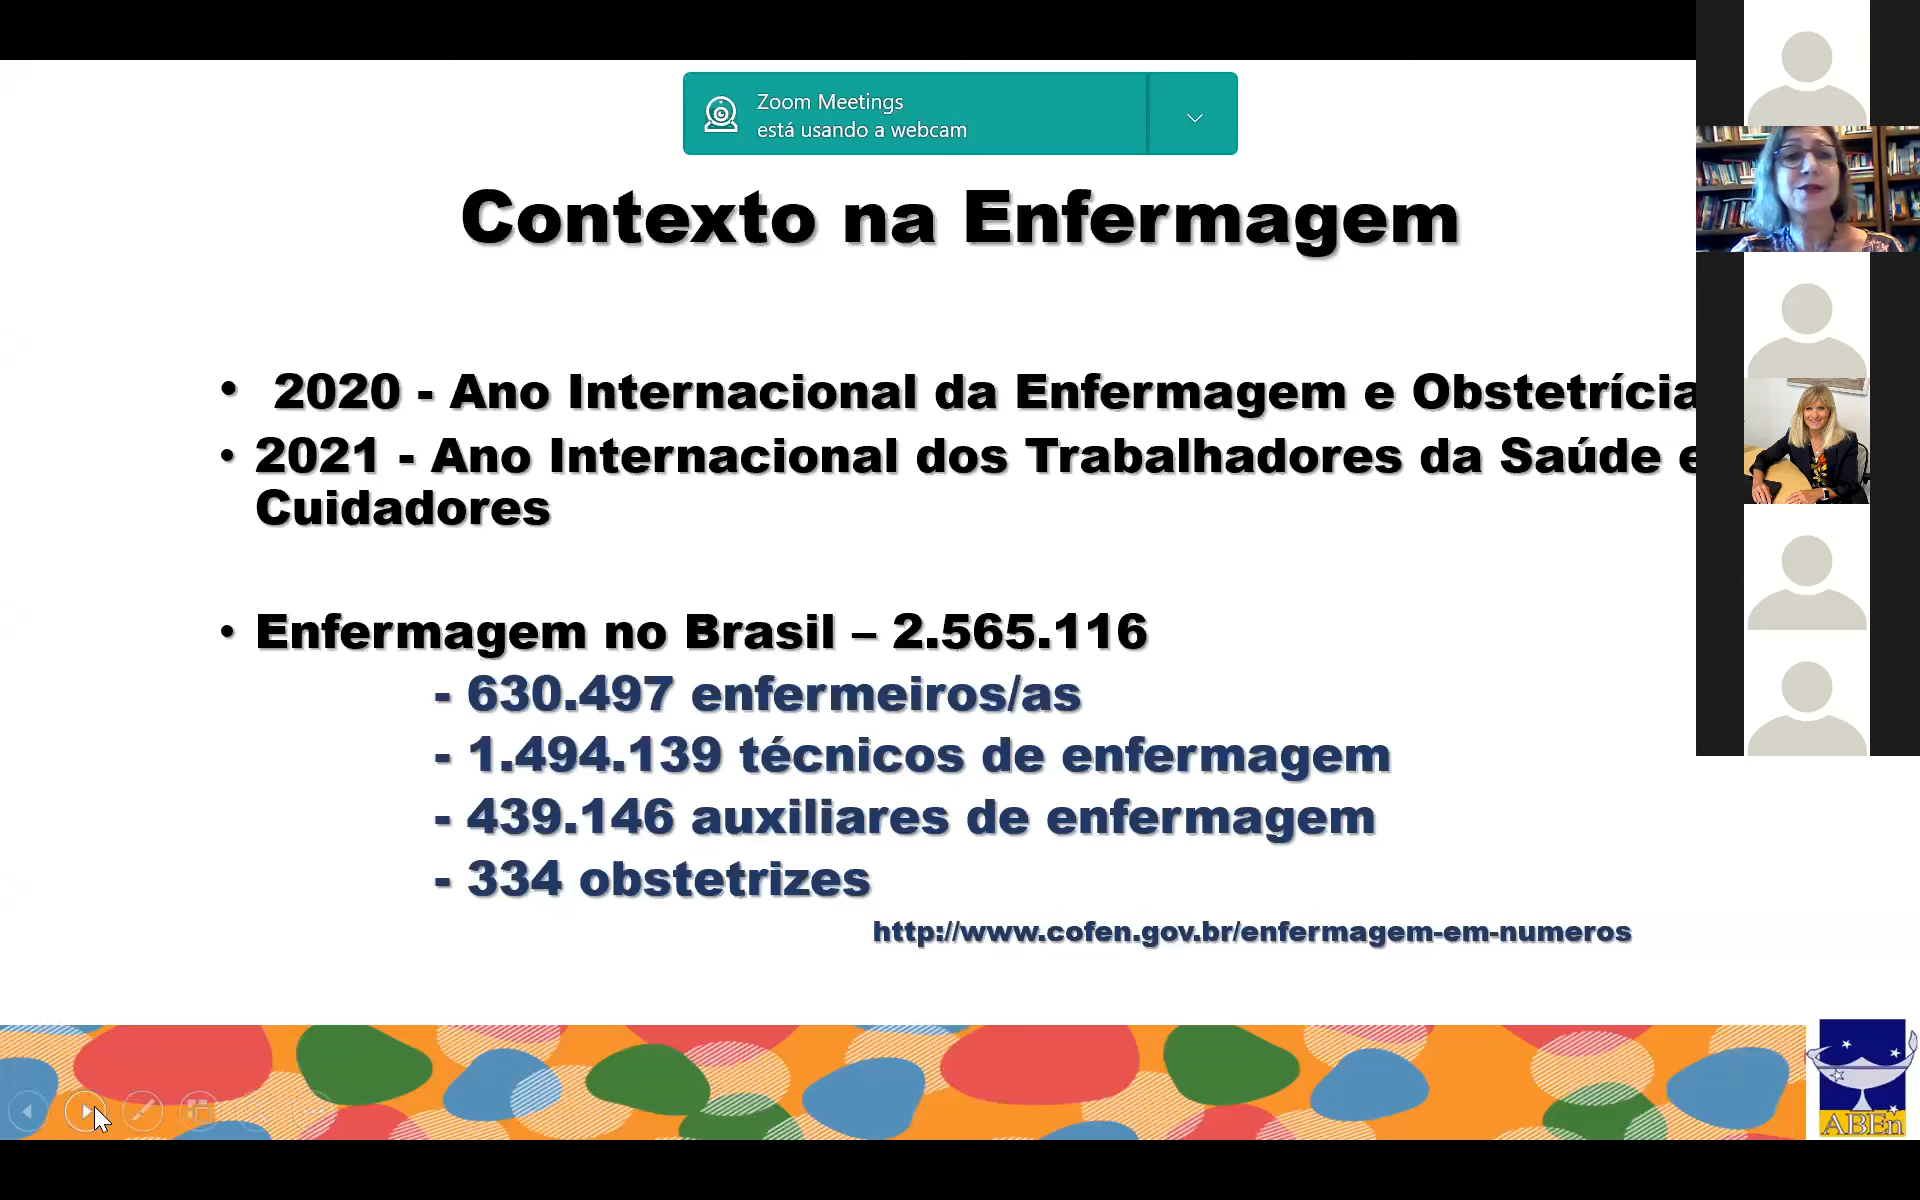 Zoom Meetings
está usando a webcam
Contexto na Enfermagem
• 2020 - Ano Internacional da Enfermagem e Obstetrícia
• 2021 - Ano Internacional dos Trabalhadores da Saúde e
Cuidadores
• Enfermagem no Brasil – 2.565.116
- 630.497 enfermeiros/as
- 1.494.139 técnicos de enfermagem
- 439.146 auxiliares de enfermagem
- 334 obstetrizes
http://www.cofen.gov.br/enfermagem-em-numeros
ABEn